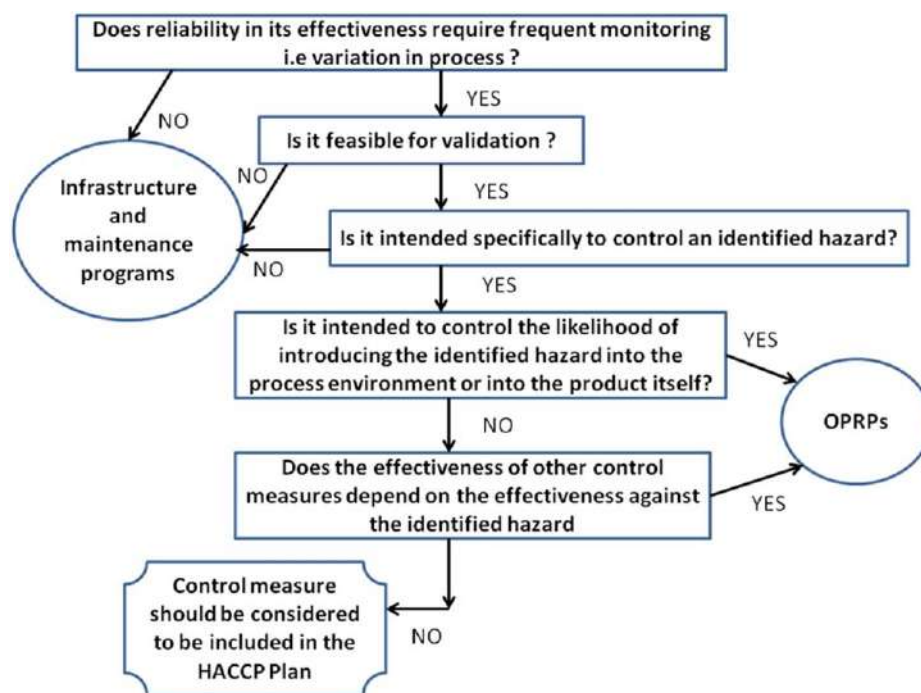 Does reliability in its effectiveness require frequent monitoring
i.e variation in process ?
NO
YES
Is it feasible for validation ?
Infrastructure
and
maintenance
programs
NO
YES
Is it intended specifically to control an identified hazard?
NO
YES
Is it intended to control the likelihood of
introducing the identified hazard into the
process environment or into the product itself?
YES
OPRPs
NO
Does the effectiveness of other control
measures depend on the effectiveness against
the identified hazard
YES
Control measure
should be considered
to be included in the
HACCP Plan
NO